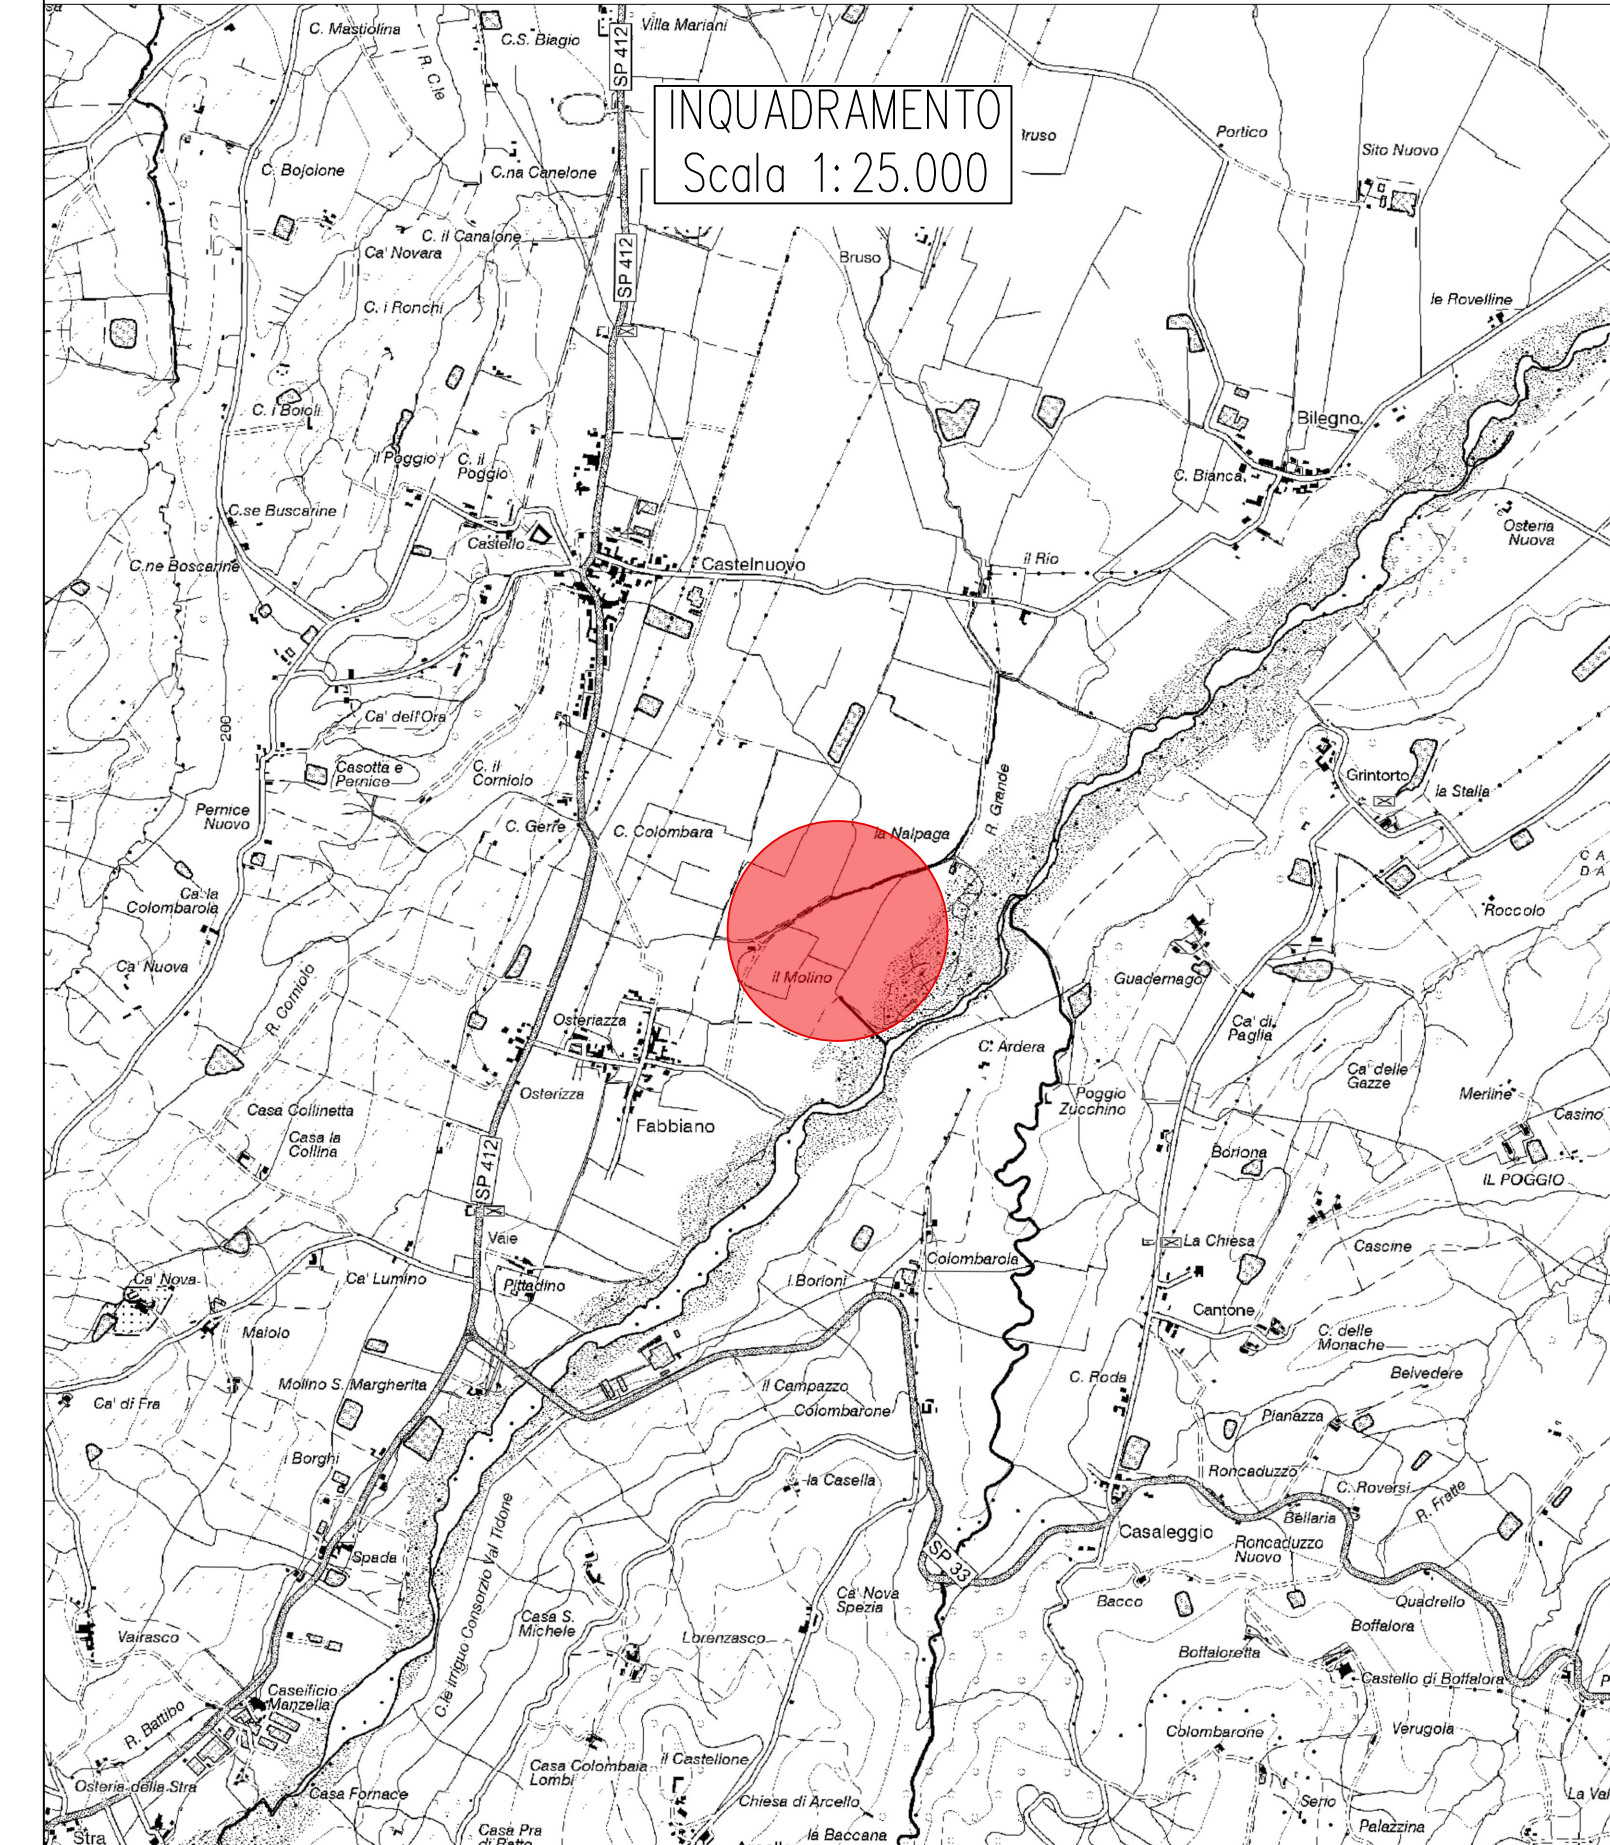 C. Mastiolina
R. C.le
C.S. Biagio
SP 412
Villa Mariani
INQUADRAMENTO
Scala 1:25.000
Portico
Sito Nuovo
C. Bojolone
C.na Canelone
C. il Canalone
Ca' Novara
SP 412
Bruso
C. i Ronchi
le Rovelline
C. i Boioli
Bilegno
il Poggio
C. il
Poggio
C. Bianca
C.se Buscarine
Castello
Osteria
Nuova
C.ne Boscarine
Castelnuovo
il Rio
200
Ca' dell'Ora
Casotta e
Pernice
C. il
Corniolo
Grintorto
la Stalla
Pernice
Nuovo
C. Gerre
C. Colombara
la Nalpaga
R. Grande
C A
D A
Ca' la
Colombarola
Roccolo
Ca' Nuova
R. Corniolo
il Molino
Guadernago
Osteriazza
Ca' di
Paglia
C. Ardera
Ca' delle
Gazze
Osterizza
Poggio
Zucchino
Merline
Casino
Casa Collinetta
Casa la
Collina
Fabbiano
SP 412
Boriona
IL POGGIO
Vaie
La Chiesa
Cascine
Colombarola
Ca' Nova
Ca' Lumino
Pittadino
I Borioni
Cantone
Malolo
C. delle
Monache
Molino S. Margherita
Il Campazzo
C. Roda
Belvedere
Ca' di Fra
Colombarone
Pianazza
i Borghi
la Casella
Roncaduzzo
C. Roversi
R. Fratte
Bellaria
Casaleggio
Roncaduzzo
Nuovo
Spada
SP 33
C.le irriguo Consorzio Val Tidone
Ca' Nova
Spezia
Bacco
Quadrello
Casa S.
Michele
Boffalora
Vairasco
Lorenzasco
Boffaloretta
Castello di Boffalora
P
Caseificio
Manzella
R. Battibo
Colombarone
Verugola
Casa Colombaia
Lombi
il Castellone
Osteria della Stra
Casa Fornace
Chiesa di Arcello
Serio
La Val
Stra
Casa Pra
la Baccana
Palazzina